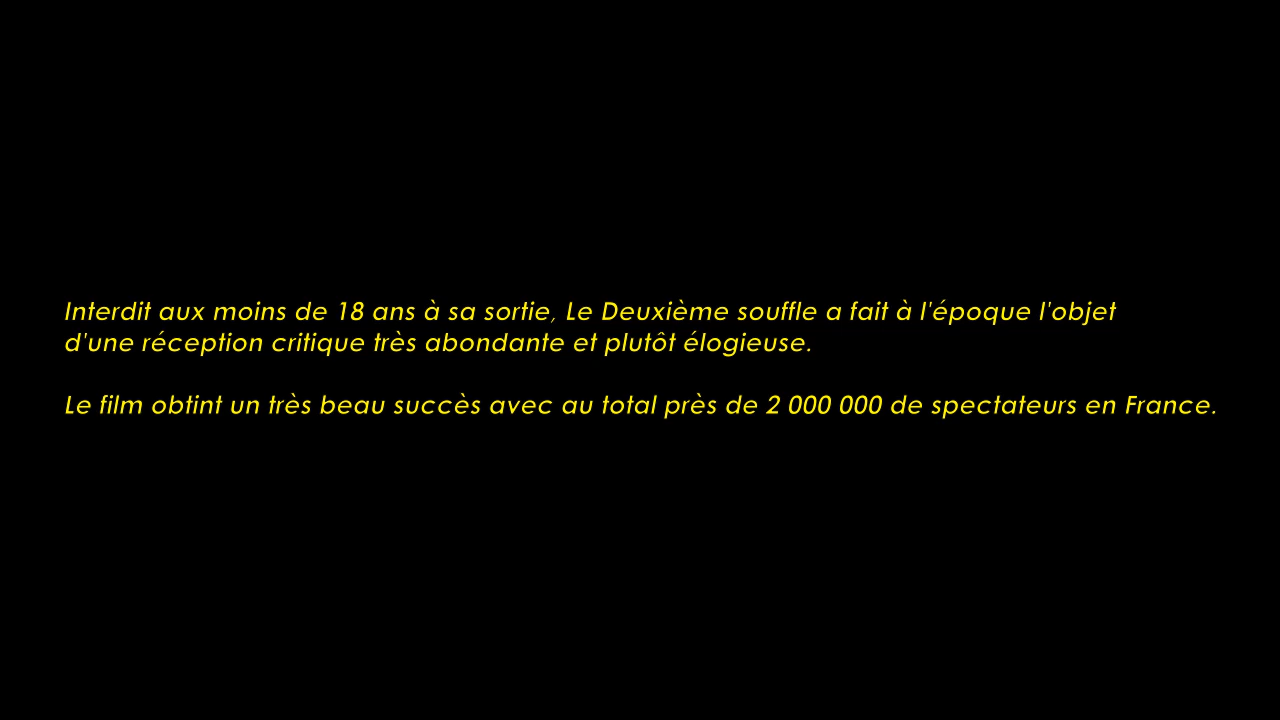 Interdit aux moins de 18 ans à sa sortie, Le Deuxième souffle a fait à l'époque l'objet
d'une réception critique très abondante et plutôt élogieuse.
Le film obtint un très beau succès avec au total près de 2 000 000 de spectateurs en France.